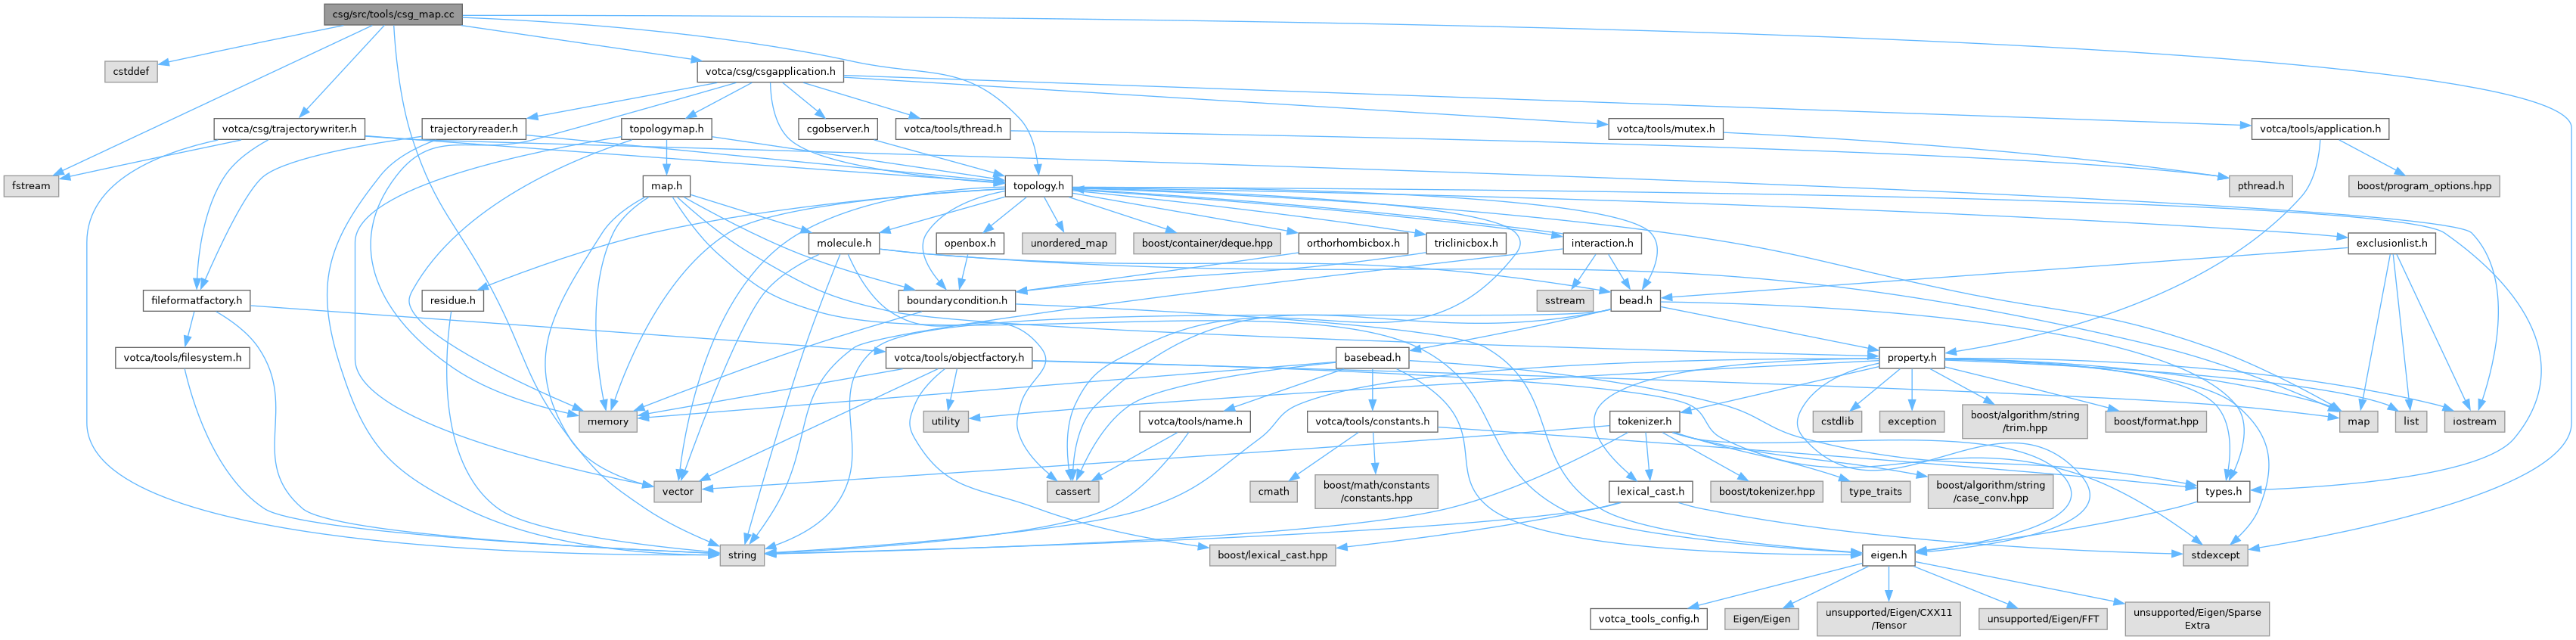 csg/src/tools/csg_map.cc
cstddef
votca/csg/csgapplication.h
votca/csg/trajectorywriter.h
trajectoryreader.h
topologymap.h
cgobserver.h
votca/tools/thread.h
votca/tools/mutex.h
votca/tools/application.h
fstream
map.h
topology.h
pthread.h
boost/program_options.hpp
molecule.h
openbox.h
unordered_map
boost/container/deque.hpp
orthorhombicbox.h
triclinicbox.h
interaction.h
exclusionlist.h
fileformatfactory.h
residue.h
boundarycondition.h
sstream
bead.h
votca/tools/filesystem.h
votca/tools/objectfactory.h
basebead.h
property.h
memory
utility
votca/tools/name.h
votca/tools/constants.h
tokenizer.h
cstdlib
exception
boost/algorithm/string
/trim.hpp
boost/format.hpp
map
list
iostream
vector
cassert
cmath
boost/math/constants
/constants.hpp
lexical_cast.h
boost/tokenizer.hpp
type_traits
boost/algorithm/string
/case_conv.hpp
types.h
string
boost/lexical_cast.hpp
eigen.h
stdexcept
votca_tools_config.h
Eigen/Eigen
unsupported/Eigen/CXX11
/Tensor
unsupported/Eigen/FFT
unsupported/Eigen/Sparse
Extra